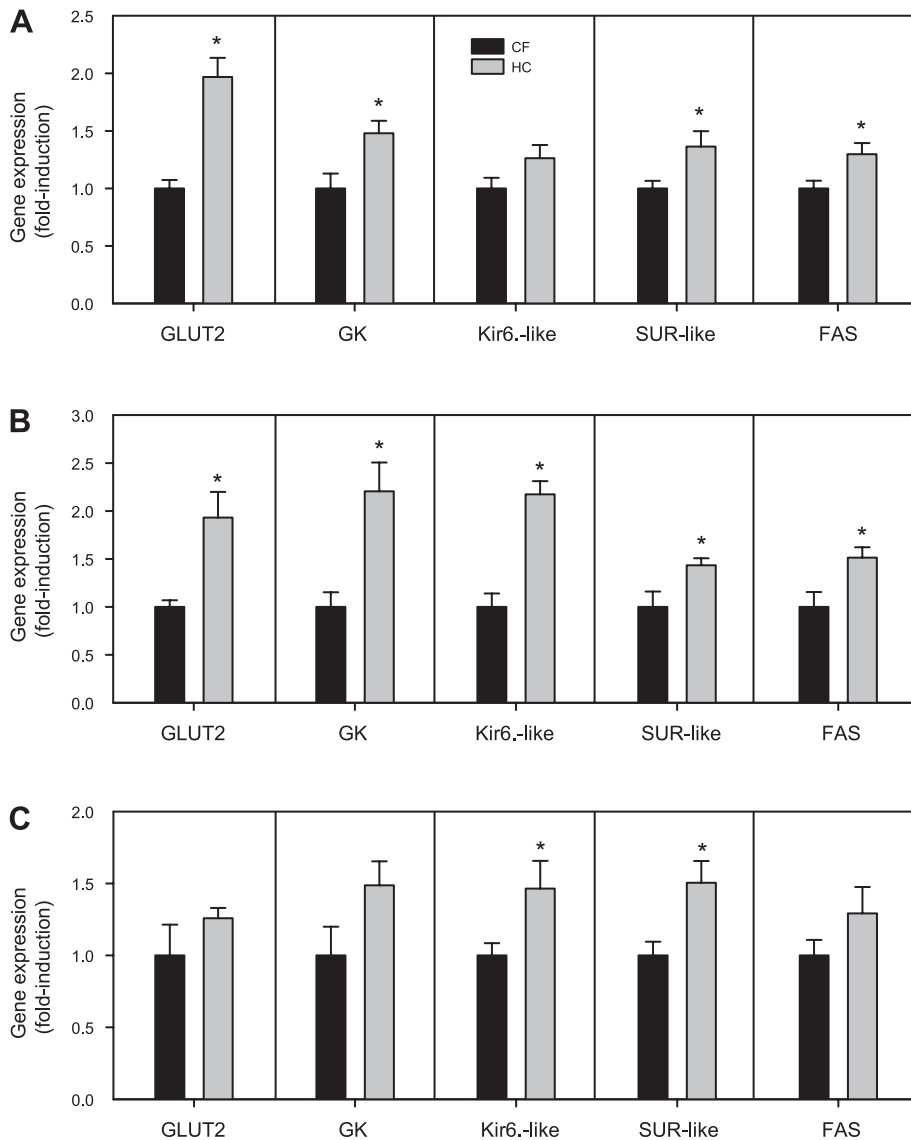 A
Gene expression
(fold-induction)
2.5
2.0
1.5
1.0
0.5
0.0
CF
HC
*
*
*
*
GLUT2 GK Kir6.-like SUR-like FAS
B
Gene expression
(fold-induction)
3.0
2.5
2.0
1.5
1.0
0.5
0.0
*
*
*
*
*
GLUT2 GK Kir6.-like SUR-like FAS
C
Gene expression
(fold-induction)
2.0
1.5
1.0
0.5
0.0
*
*
GLUT2 GK Kir6.-like SUR-like FAS